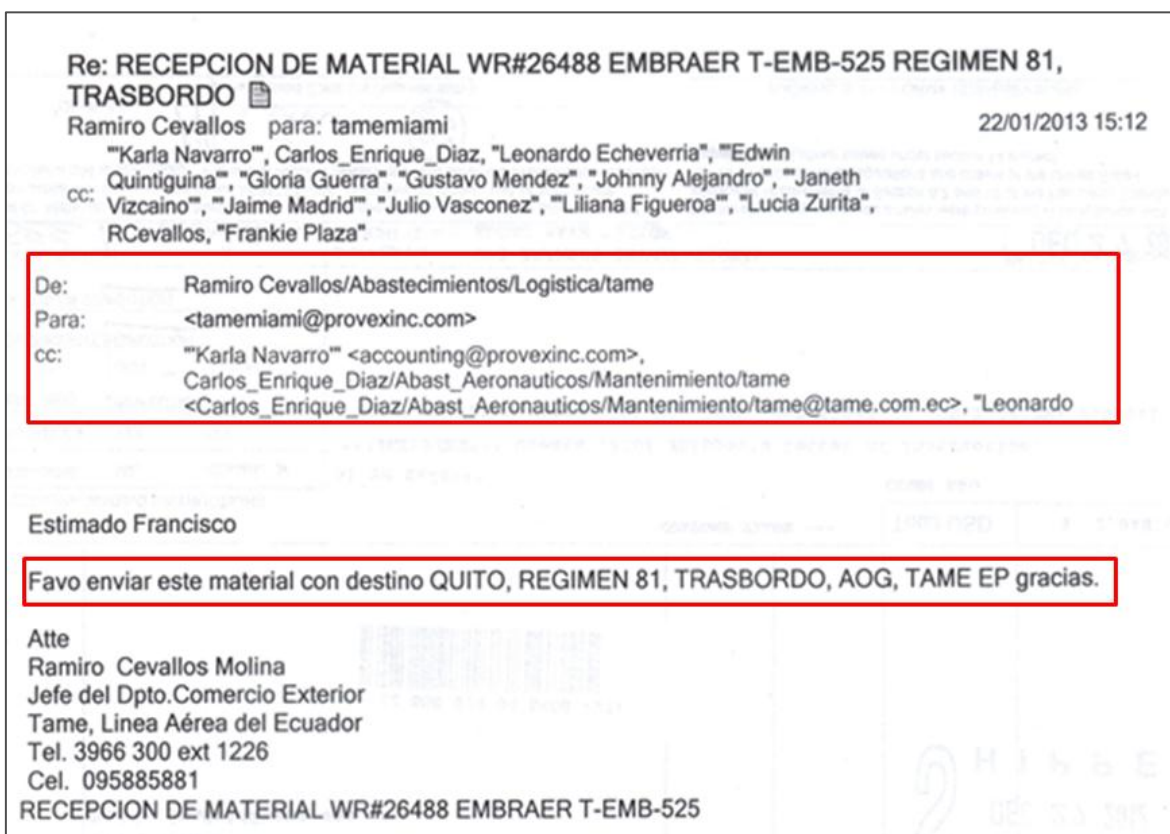 Re: RECEPCION DE MATERIAL WR#26488 EMBRAER T-EMB-525 REGIMEN 81,
TRASBORDO
Ramiro Cevallos para: tamemiami 22/01/2013 15:12
"'Karla Navarro'", Carlos_Enrique_Diaz, "Leonardo Echeverria", "'Edwin
cc: Quintiguina'", "Gloria Guerra", "Gustavo Mendez", "Johnny Alejandro", "'Janeth
Vizcaino'", "'Jaime Madrid'", "Julio Vasconez", "'Liliana Figueroa'", "Lucia Zurita",
RCevallos, "Frankie Plaza"
De: Ramiro Cevallos/Abastecimientos/Logistica/tame
Para: <tamemiami@provexinc.com>
cc: "'Karla Navarro'" <accounting@provexinc.com>,
Carlos_Enrique_Diaz/Abast_Aeronauticos/Mantenimiento/tame
<Carlos_Enrique_Diaz/Abast_Aeronauticos/Mantenimiento/tame@tame.com.ec>, "Leonardo
Estimado Francisco
Favo enviar este material con destino QUITO, REGIMEN 81, TRASBORDO, AOG, TAME EP gracias.
Atte
Ramiro Cevallos Molina
Jefe del Dpto.Comercio Exterior
Tame, Linea Aérea del Ecuador
Tel. 3966 300 ext 1226
Cel. 095885881
RECEPCION DE MATERIAL WR#26488 EMBRAER T-EMB-525